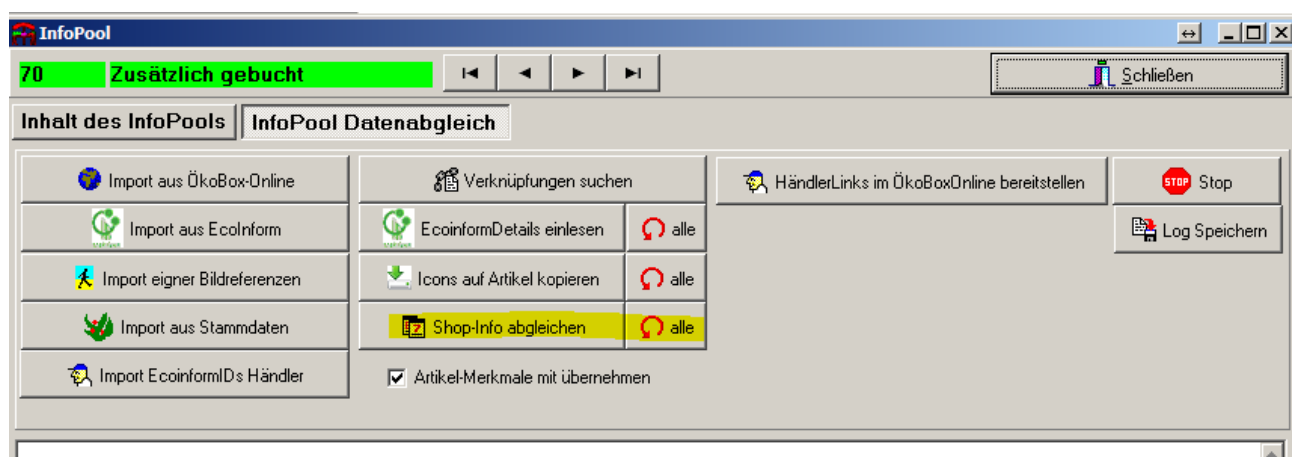 InfoPool
70 Zusätzlich gebucht
Schließen
Inhalt des InfoPools InfoPool Datenabgleich
Import aus ÖkoBox-Online Verknüpfungen suchen HändlerLinks im ÖkoBoxOnline bereitstellen STOP Stop
Import aus EcoInform EcoinformDetails einlesen alle Log Speichern
Import eigner Bildreferenzen Icons auf Artikel kopieren alle
Import aus Stammdaten Shop-Info abgleichen alle
Import EcoinformIDs Händler Artikel-Merkmale mit übernehmen